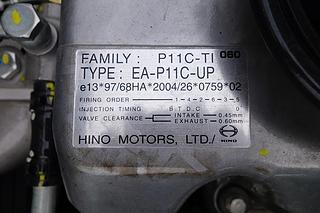 FAMILY: P11C-TI 060
TYPE: EA-P11C-UP
e13*97/68HA*2004/26*0759*02
FIRING ORDER 1-4-2-6-3-5
INJECTION TIMING B.T.D.C. 0
VALVE CLEARANCE INTAKE 0.45mm
EXHAUST 0.60mm
HINO MOTORS, LTD. HINO